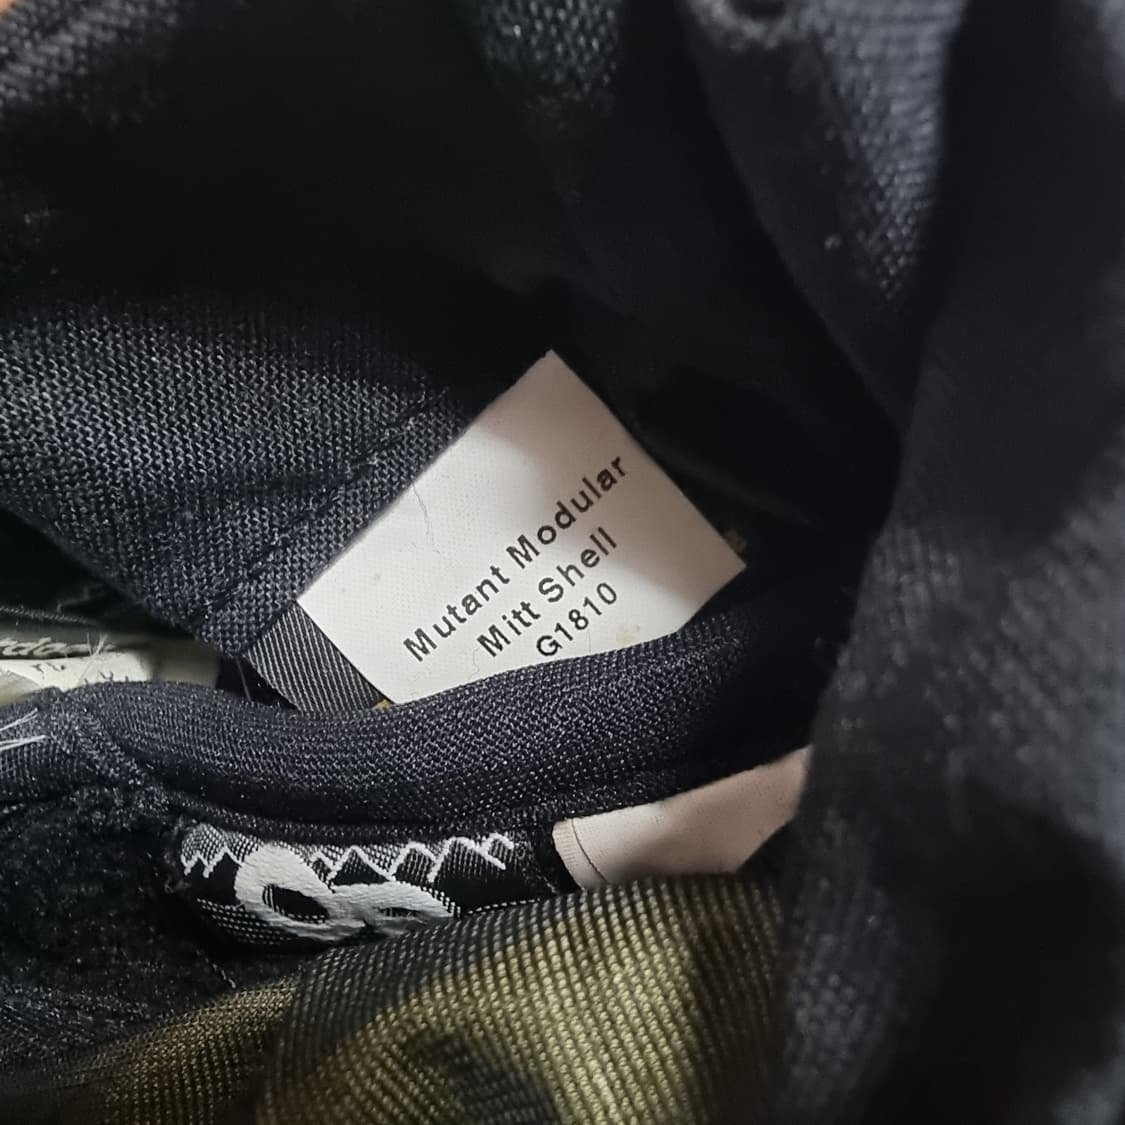 Mutant Modular
Mitt Shell
G1810